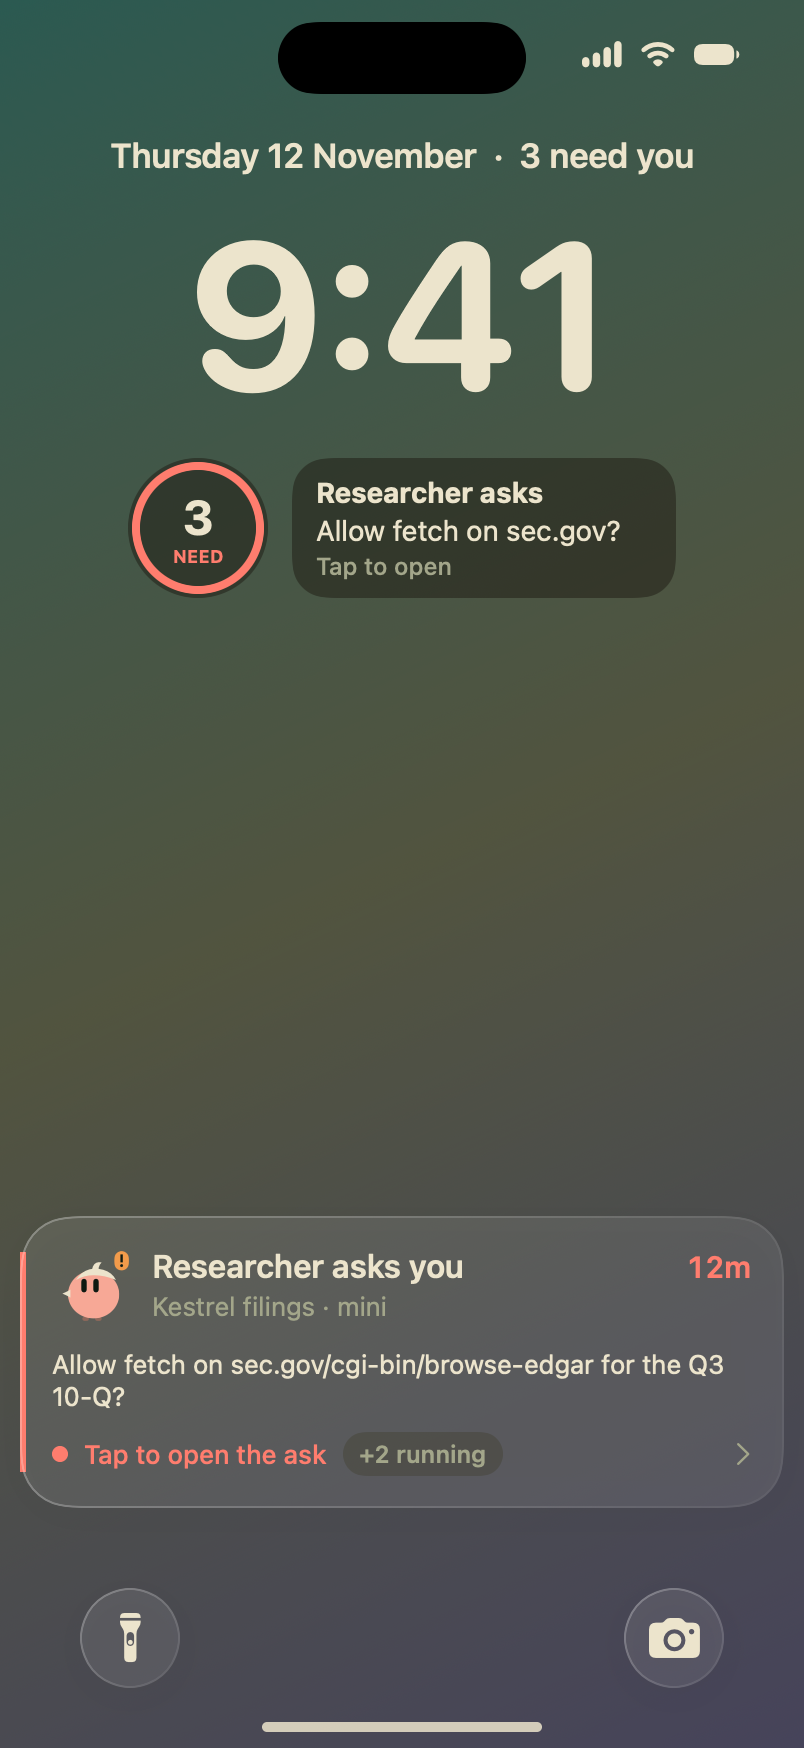 Thursday 12 November · 3 need you
9:41
3
NEED
Researcher asks
Allow fetch on sec.gov?
Tap to open
Researcher asks you
12m
Kestrel filings · mini
Allow fetch on sec.gov/cgi-bin/browse-edgar for the Q3
10-Q?
Tap to open the ask
+2 running